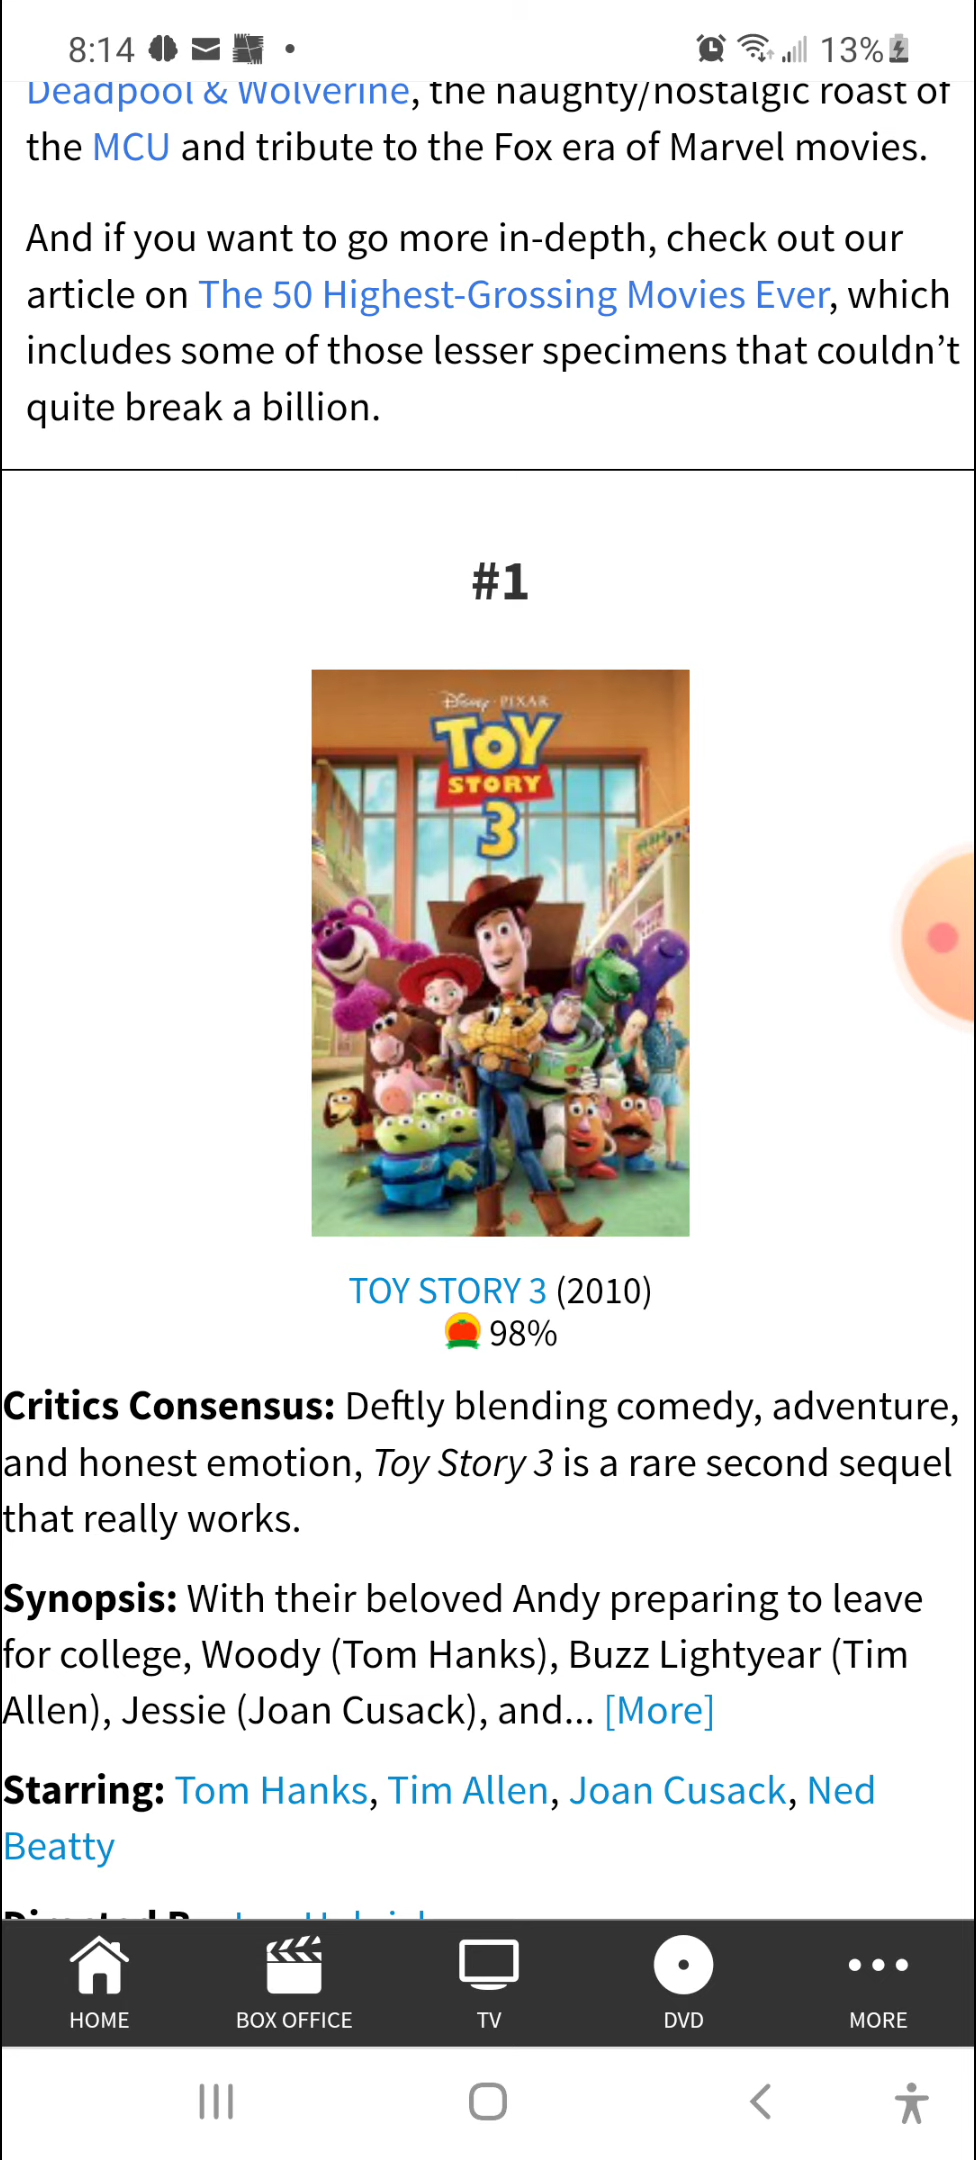 8:14
13%
Deadpool & Wolverine, the naughty/nostalgic roast of
the MCU and tribute to the Fox era of Marvel movies.
And if you want to go more in-depth, check out our
article on The 50 Highest-Grossing Movies Ever, which
includes some of those lesser specimens that couldn’t
quite break a billion.
#1
Disney · PIXAR
TOY
STORY
3
TOY STORY 3 (2010)
98%
Critics Consensus: Deftly blending comedy, adventure,
and honest emotion, Toy Story 3 is a rare second sequel
that really works.
Synopsis: With their beloved Andy preparing to leave
for college, Woody (Tom Hanks), Buzz Lightyear (Tim
Allen), Jessie (Joan Cusack), and... [More]
Starring: Tom Hanks, Tim Allen, Joan Cusack, Ned
Beatty
HOME
BOX OFFICE
TV
DVD
MORE